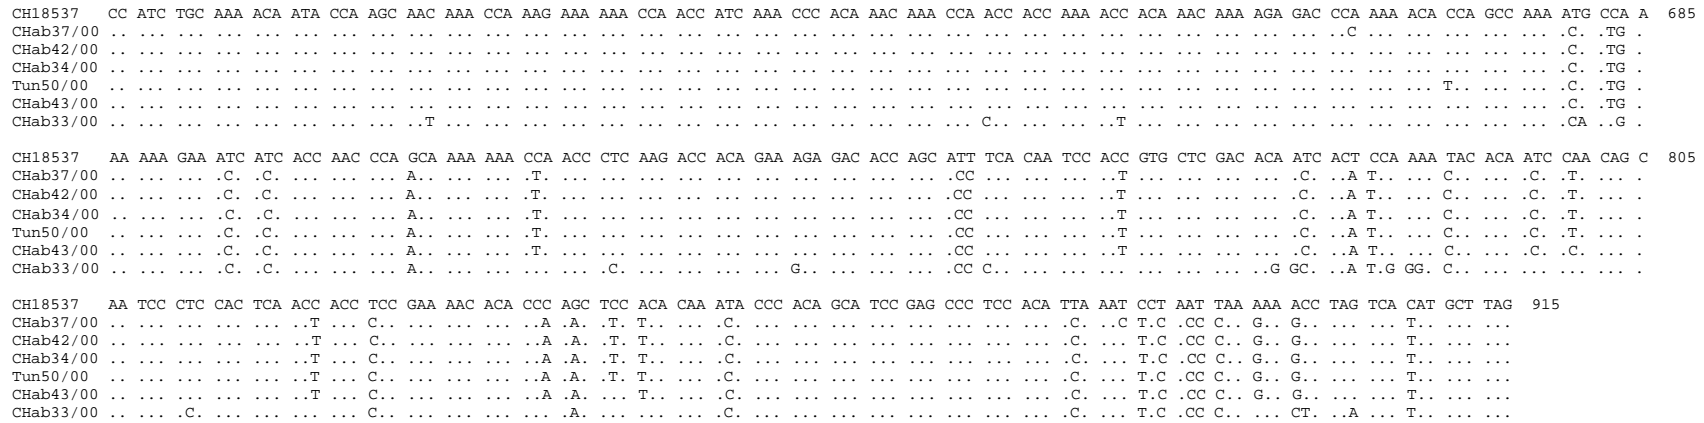 CH18537 CC ATC TGC AAA ACA ATA CCA AGC AAC AAA CCA AAG AAA AAA CCA ACC ATC AAA CCC ACA AAC AAA CCA ACC ACC AAA ACC ACA AAC AAA AGA GAC CCA AAA ACA CCA GCC AAA ATG CCA A 685
CHab37/00 .. ... ... ... ... ... ... ... ... ... ... ... ... ... ... ... ... ... ... ... ... ... ... ... ... ... ... ... ... ... ... ... ..C ... ... ... ... ... .C. .TG .
CHab42/00 .. ... ... ... ... ... ... ... ... ... ... ... ... ... ... ... ... ... ... ... ... ... ... ... ... ... ... ... ... ... ... ... ... ... ... ... ... ... .C. .TG .
CHab34/00 .. ... ... ... ... ... ... ... ... ... ... ... ... ... ... ... ... ... ... ... ... ... ... ... ... ... ... ... ... ... ... ... ... ... ... ... ... ... .C. .TG .
Tun50/00 .. ... ... ... ... ... ... ... ... ... ... ... ... ... ... ... ... ... ... ... ... ... ... ... ... ... ... ... ... ... ... ... ... ... ... T.. ... ... .C. .TG .
CHab43/00 .. ... ... ... ... ... ... ... ... ... ... ... ... ... ... ... ... ... ... ... ... ... ... ... ... ... ... ... ... ... ... ... ... ... ... ... ... ... .C. .TG .
CHab33/00 .. ... ... ... ... ... ... ... ..T ... ... ... ... ... ... ... ... ... ... ... ... ... ... C.. ... ... ..T ... ... ... ... ... ... ... ... ... ... ... .CA ..G .
CH18537 AA AAA GAA ATC ATC ACC AAC CCA GCA AAA AAA CCA ACC CTC AAG ACC ACA GAA AGA GAC ACC AGC ATT TCA CAA TCC ACC GTG CTC GAC ACA ATC ACT CCA AAA TAC ACA ATC CAA CAG C 805
CHab37/00 .. ... ... .C. .C. ... ... ... A.. ... ... .T. ... ... ... ... ... ... ... ... ... ... .CC ... ... ... ..T ... ... ... ... .C. ..A T.. ... C.. ... .C. .T. ... .
CHab42/00 .. ... ... .C. .C. ... ... ... A.. ... ... .T. ... ... ... ... ... ... ... ... ... ... .CC ... ... ... ..T ... ... ... ... .C. ..A T.. ... C.. ... .C. .T. ... .
CHab34/00 .. ... ... .C. .C. ... ... ... A.. ... ... .T. ... ... ... ... ... ... ... ... ... ... .CC ... ... ... ..T ... ... ... ... .C. ..A T.. ... C.. ... .C. .T. ... .
Tun50/00 .. ... ... .C. .C. ... ... ... A.. ... ... .T. ... ... ... ... ... ... ... ... ... ... .CC ... ... ... ..T ... ... ... ... .C. ..A T.. ... C.. ... .C. .T. ... .
CHab43/00 .. ... ... .C. .C. ... ... ... A.. ... ... .T. ... ... ... ... ... ... ... ... ... ... .CC ... ... ... ..T ... ... ... ... .C. ..A T.. ... C.. ... .C. .C. ... .
CHab33/00 .. ... ... .C. .C. ... ... ... A.. ... ... ... ... .C. ... ... ... ... G.. ... ... ... .CC C.. ... ... ... ... ... ... ..G GC. ..A T.G GG. C.. ... ... ... ... .
CH18537 AA TCC CTC CAC TCA ACC ACC TCC GAA AAC ACA CCC AGC TCC ACA CAA ATA CCC ACA GCA TCC GAG CCC TCC ACA TTA AAT CCT AAT TAA AAA ACC TAG TCA CAT GCT TAG 915
CHab37/00 .. ... ... ... ... ..T ... C.. ... ... ... ..A .A. .T. T.. ... .C. ... ... ... ... ... ... ... ... .C. ..C T.C .CC C.. .G. G.. ... ... T.. ... ...
CHab42/00 .. ... ... ... ... ..T ... C.. ... ... ... ..A .A. .T. T.. ... .C. ... ... ... ... ... ... ... ... .C. ... T.C .CC C.. .G. G.. ... ... T.. ... ...
CHab34/00 .. ... ... ... ... ..T ... C.. ... ... ... ..A .A. .T. T.. ... .C. ... ... ... ... ... ... ... ... .C. ... T.C .CC C.. .G. G.. ... ... T.. ... ...
Tun50/00 .. ... ... ... ... ..T ... C.. ... ... ... ..A .A. .T. T.. ... .C. ... ... ... ... ... ... ... ... .C. ... T.C .CC C.. .G. G.. ... ... T.. ... ...
CHab43/00 .. ... ... ... ... ..T ... C.. ... ... ... ..A .A. ... T.. ... .C. ... ... ... ... ... ... ... ... .C. ... T.C .CC C.. .G. G.. ... ... T.. ... ...
CHab33/00 .. ... .C. ... ... ... ... C.. ... ... ... ... .A. ... ... ... .C. ... ... ... ... ... ... ... ... .C. ... T.C .CC C.. ... CT. .A. ... T.. ... ...